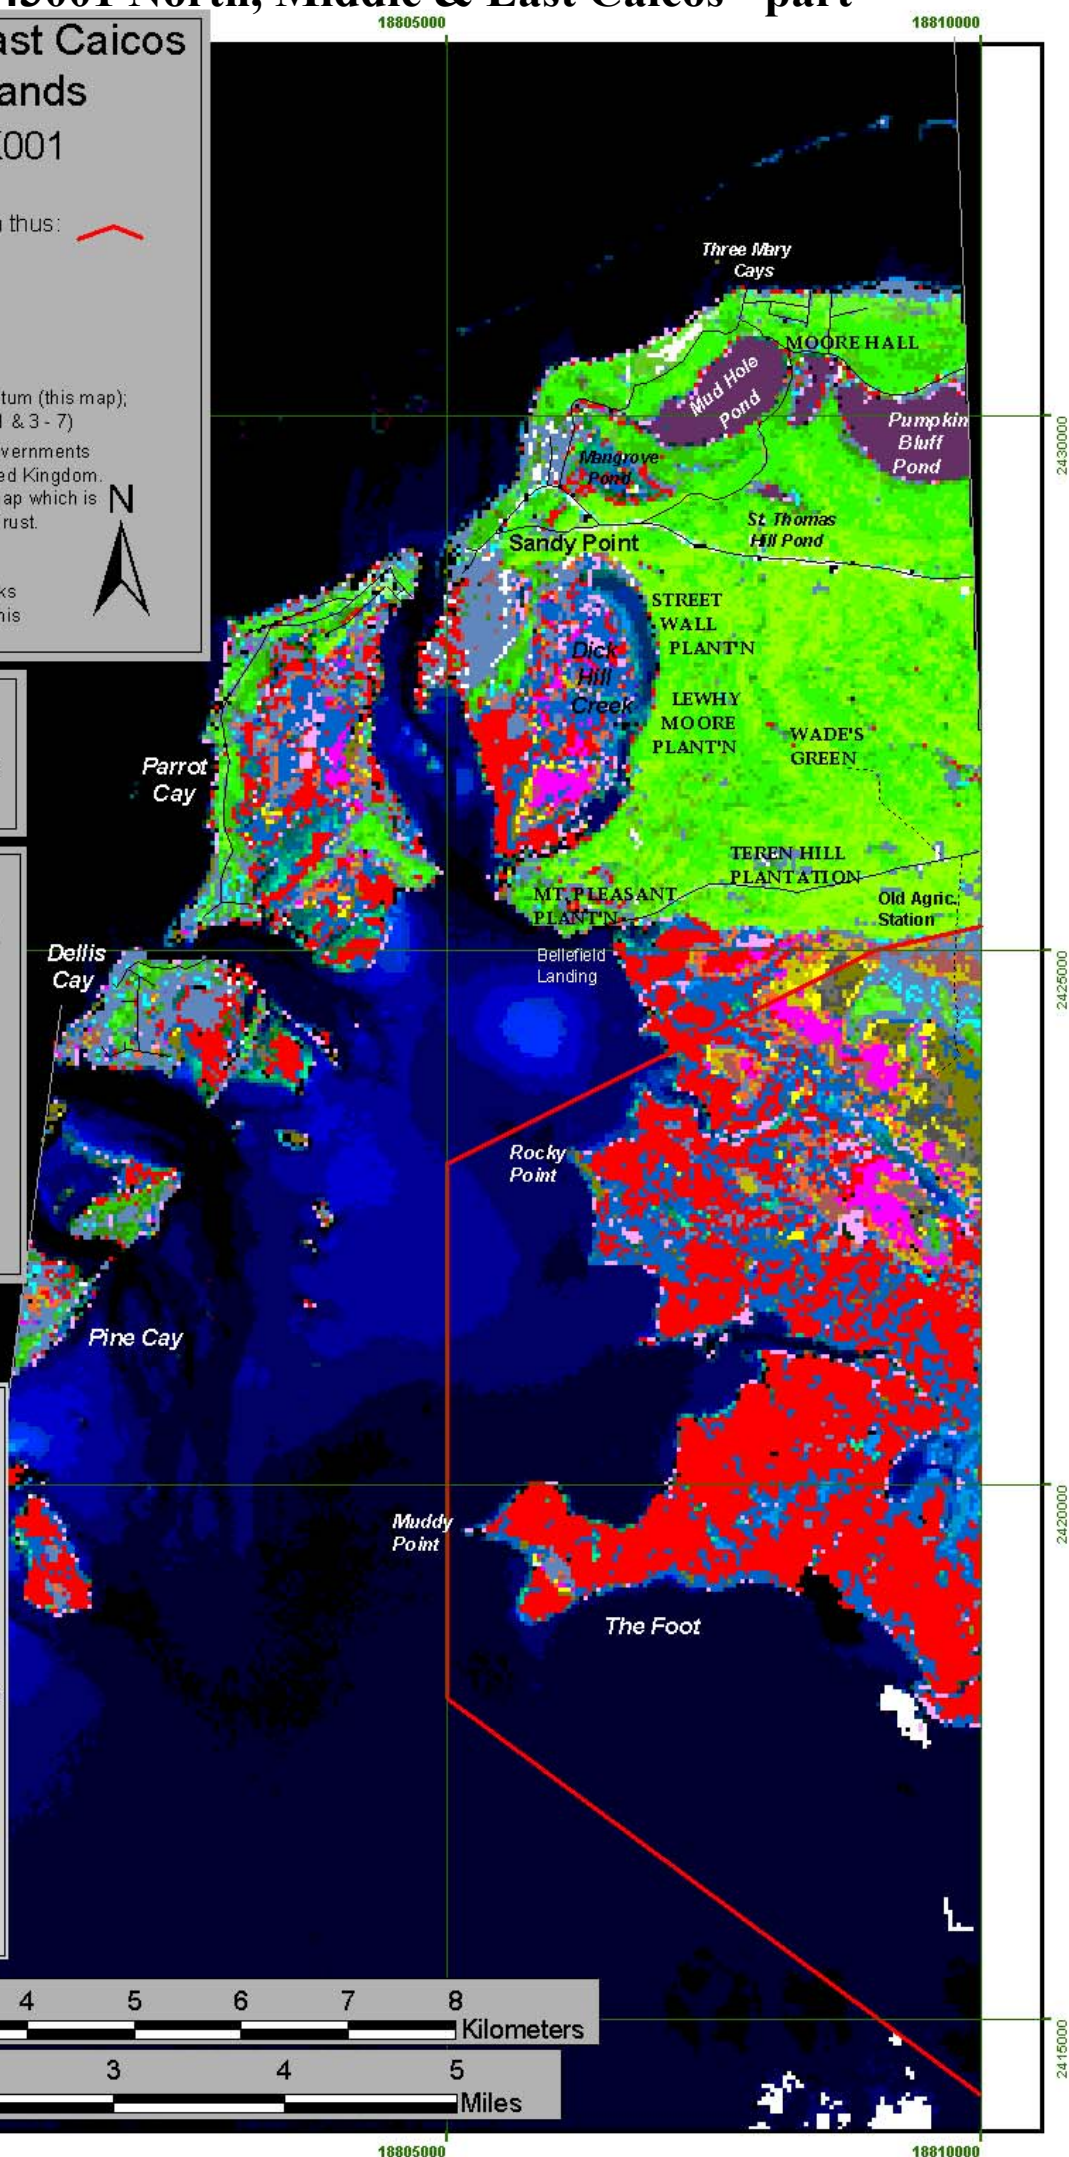 North, Middle & East Caicos - part
18805000
18810000
ast Caicos
ands
001
thus:
tum (this map);
& 3 - 7)
vernments
ed Kingdom.
ap which is
rust.
N
ks
nis
Three Mary
Cays
MOORE HALL
Mud Hole
Pond
Pumpkin
Bluff
Pond
2430000
Mangrove
Pond
St. Thomas
Hill Pond
Sandy Point
STREET
WALL
PLANT'N
Dick
Hill
Creek
LEWHY
MOORE
PLANT'N
WADE'S
GREEN
Parrot
Cay
TEREN HILL
PLANTATION
MT. PLEASANT
PLANT'N
Old Agric.
Station
Dellis
Cay
Bellefield
Landing
2425000
Rocky
Point
Pine Cay
2420000
Muddy
Point
The Foot
4 5 6 7 8
Kilometers
2415000
3 4 5
Miles
18805000
18810000